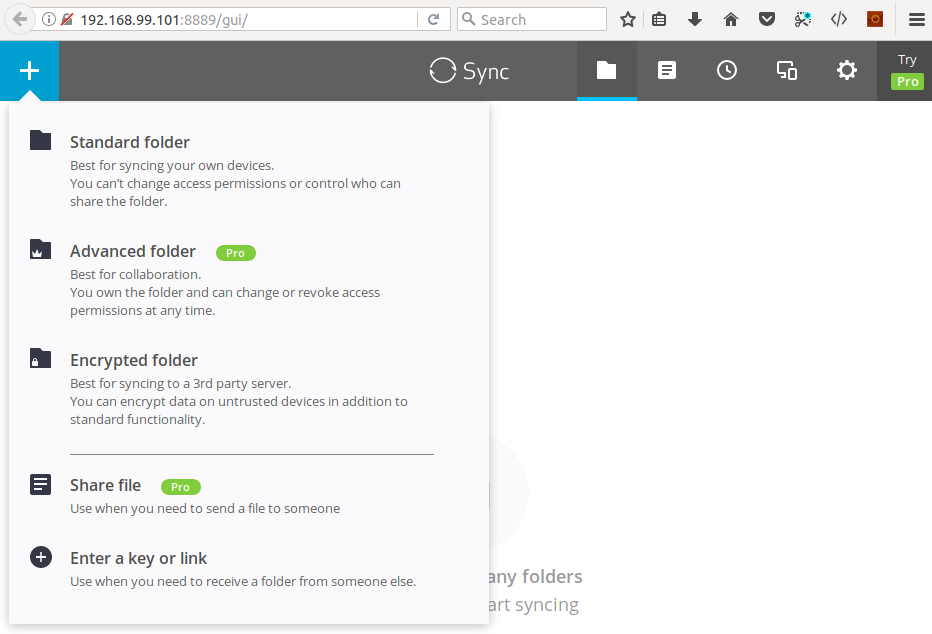 192.168.99.101:8889/gui/
Search
Sync
Try
Pro
Standard folder
Best for syncing your own devices.
You can’t change access permissions or control who can
share the folder.
Advanced folder Pro
Best for collaboration.
You own the folder and can change or revoke access
permissions at any time.
Encrypted folder
Best for syncing to a 3rd party server.
You can encrypt data on untrusted devices in addition to
standard functionality.
Share file Pro
Use when you need to send a file to someone
Enter a key or link
any folders
Use when you need to receive a folder from someone else.
art syncing